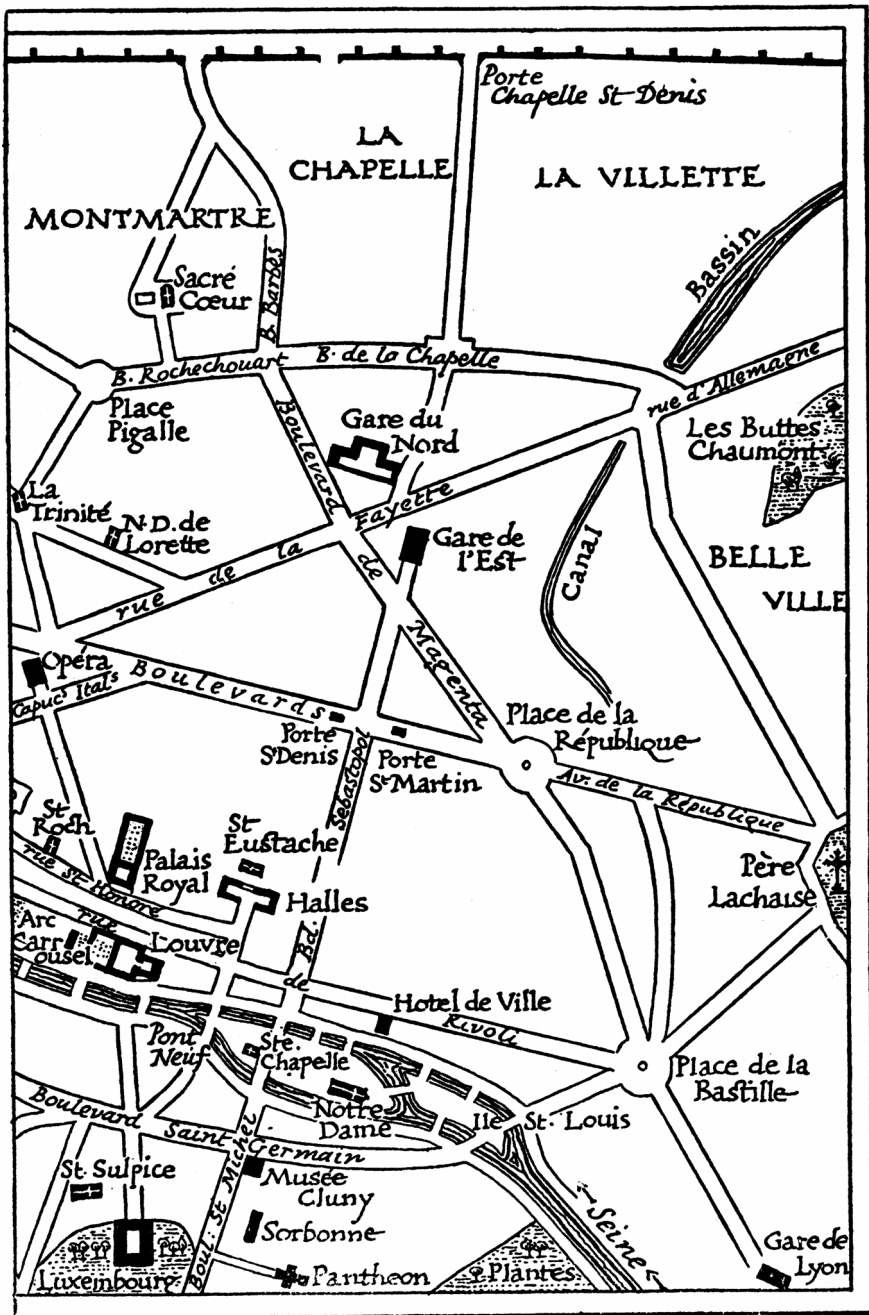 Porte
Chapelle St Denis
LA
CHAPELLE
LA VILLETTE
MONTMARTRE
Bassin
Sacré
Cœur
B. Barbès
B. Rochechouart
B. de la Chapelle
rue d'Allemagne
Place
Pigalle
Boulevard
de
Magenta
Gare du
Nord
Les Buttes
Chaumont
La
Trinité
N.D. de
Lorette
rue de la Fayette
Gare de
l'Est
Canal
BELLE
VILLE
Opéra
Capucs Itals
Boulevards
Porte
St Denis
Porte
St Martin
Place de la
République
Av. de la République
Bd. de Sebastopol
St
Roch
Palais
Royal
St
Eustache
Halles
Père
Lachaise
rue St Honoré
Arc
Carr
ousel
Louvre
rue de Rivoli
Hotel de Ville
Pont
Neuf
Ste.
Chapelle
Notre
Dame
Ile St. Louis
Place de la
Bastille
Boulevard Saint Germain
St. Sulpice
Boul: St Michel
Musée
Cluny
Sorbonne
Seine
Luxembourg
Pantheon
Plantes
Gare de
Lyon